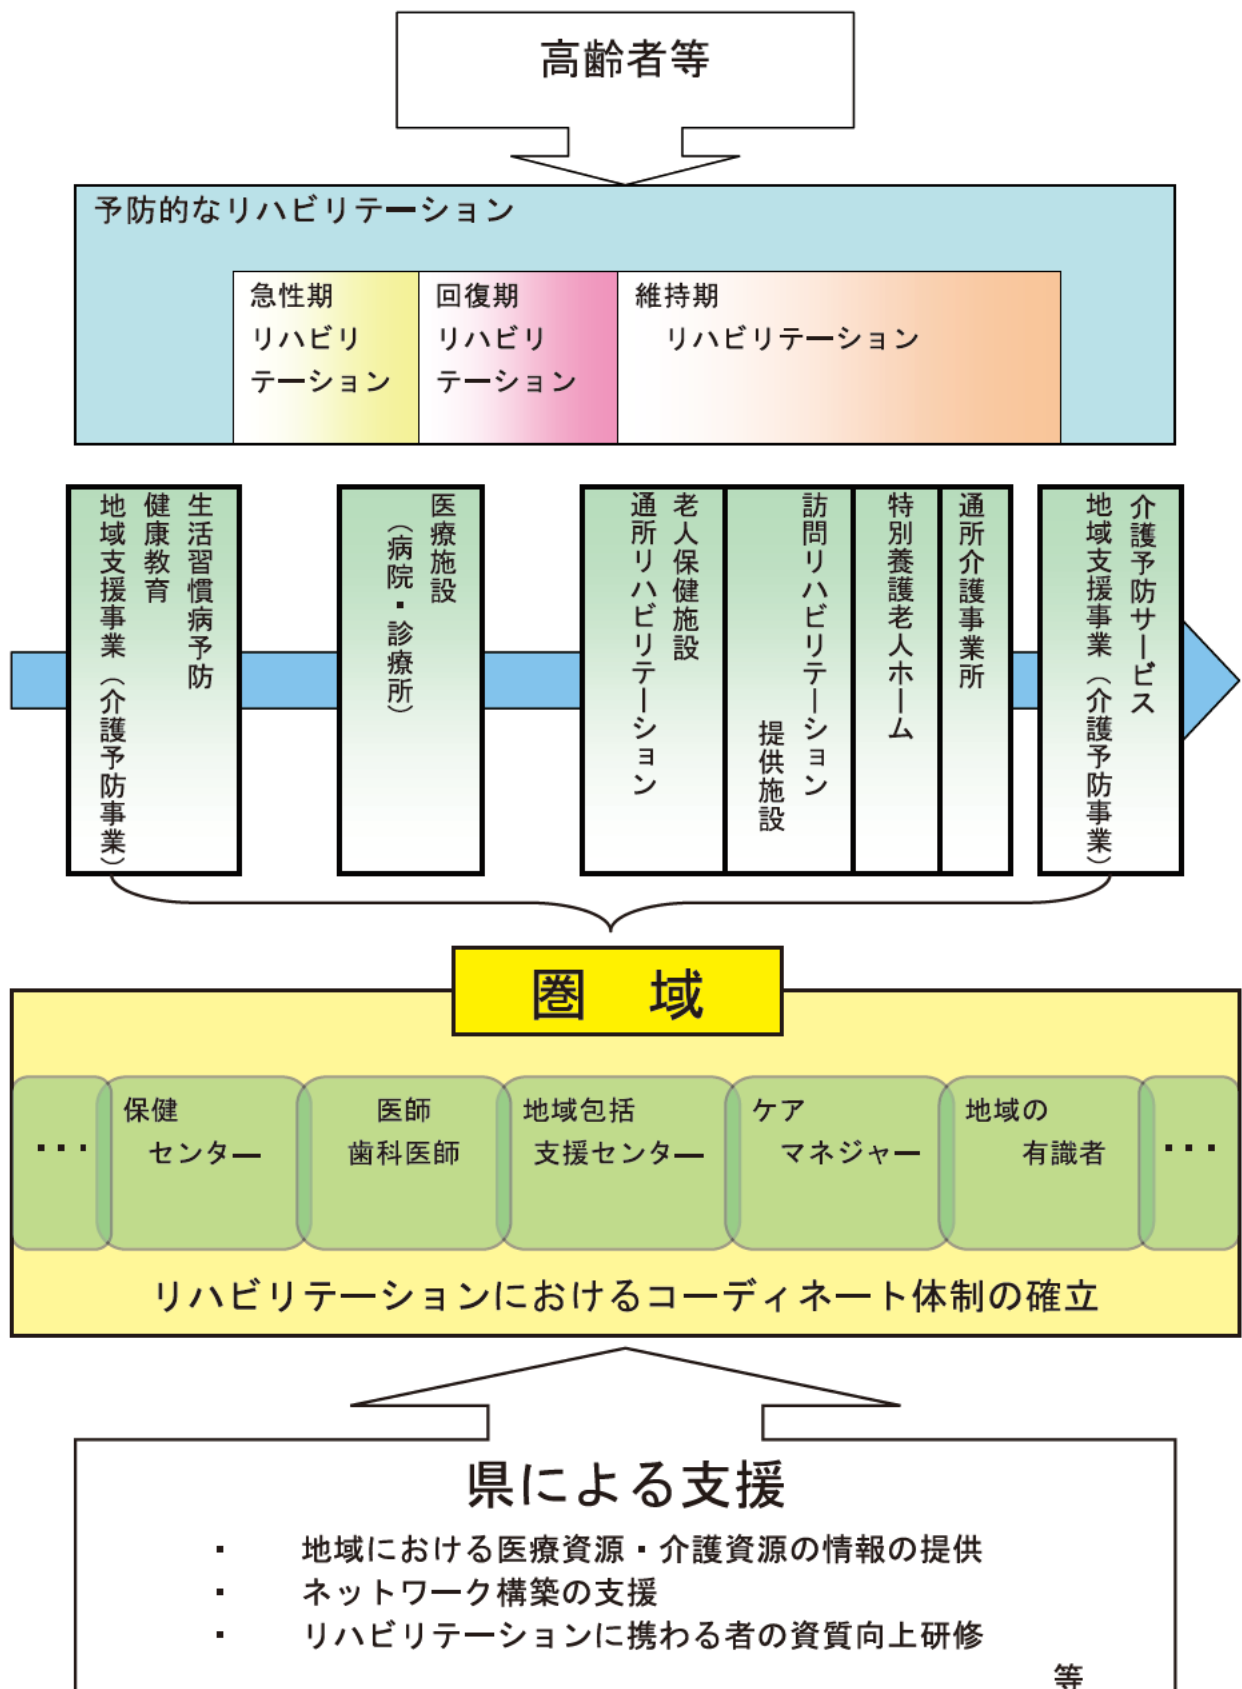 高齢者等
予防的なリハビリテーション
急性期
リハビリ
テーション
回復期
リハビリ
テーション
維持期
リハビリテーション
生活習慣病予防
健康教育
地域支援事業（介護予防事業）
医療施設
（病院・診療所）
老人保健施設
通所リハビリテーション
訪問リハビリテーション
提供施設
特別養護老人ホーム
通所介護事業所
介護予防サービス
地域支援事業（介護予防事業）
圏　域
・・・
保健
センター
医師
歯科医師
地域包括
支援センター
ケア
マネジャー
地域の
有識者
・・・
リハビリテーションにおけるコーディネート体制の確立
県による支援
・　地域における医療資源・介護資源の情報の提供
・　ネットワーク構築の支援
・　リハビリテーションに携わる者の資質向上研修
等